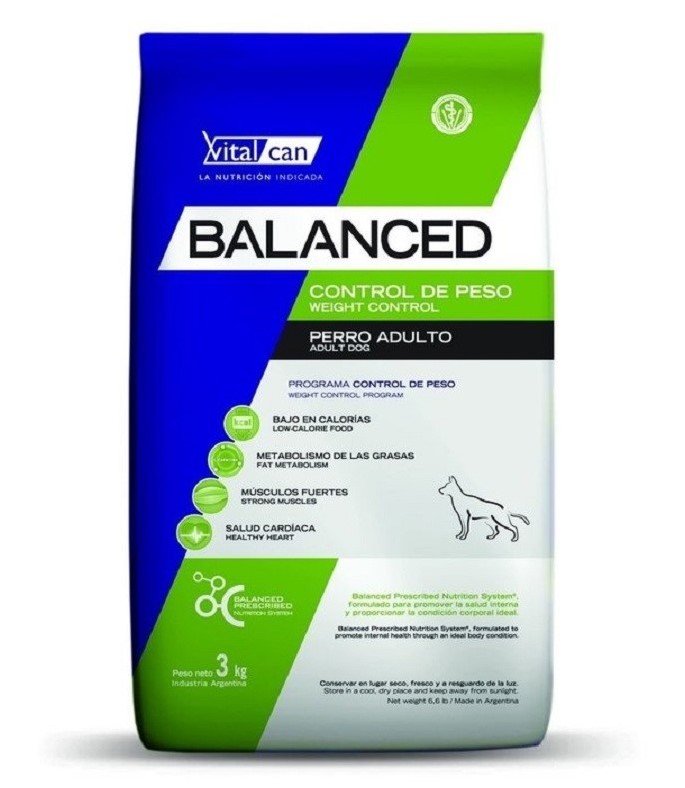 Vital can
LA NUTRICIÓN INDICADA
BALANCED
CONTROL DE PESO
WEIGHT CONTROL
PERRO ADULTO
ADULT DOG
PROGRAMA CONTROL DE PESO
WEIGHT CONTROL PROGRAM
kcal
BAJO EN CALORÍAS
LOW-CALORIE FOOD
METABOLISMO DE LAS GRASAS
FAT METABOLISM
MÚSCULOS FUERTES
STRONG MUSCLES
SALUD CARDÍACA
HEALTHY HEART
BALANCED
PRESCRIBED
NUTRITION SYSTEM
Balanced Prescribed Nutrition System®,
formulado para promover la salud interna
y proporcionar la condición corporal ideal.
Balanced Prescribed Nutrition System®, formulated to
promote internal health through an ideal body condition.
Peso neto 3 kg
Industria Argentina
Conservar en lugar seco, fresco y a resguardo de la luz.
Store in a cool, dry place and keep away from sunlight.
Net weight 6,6 lb / Made in Argentina